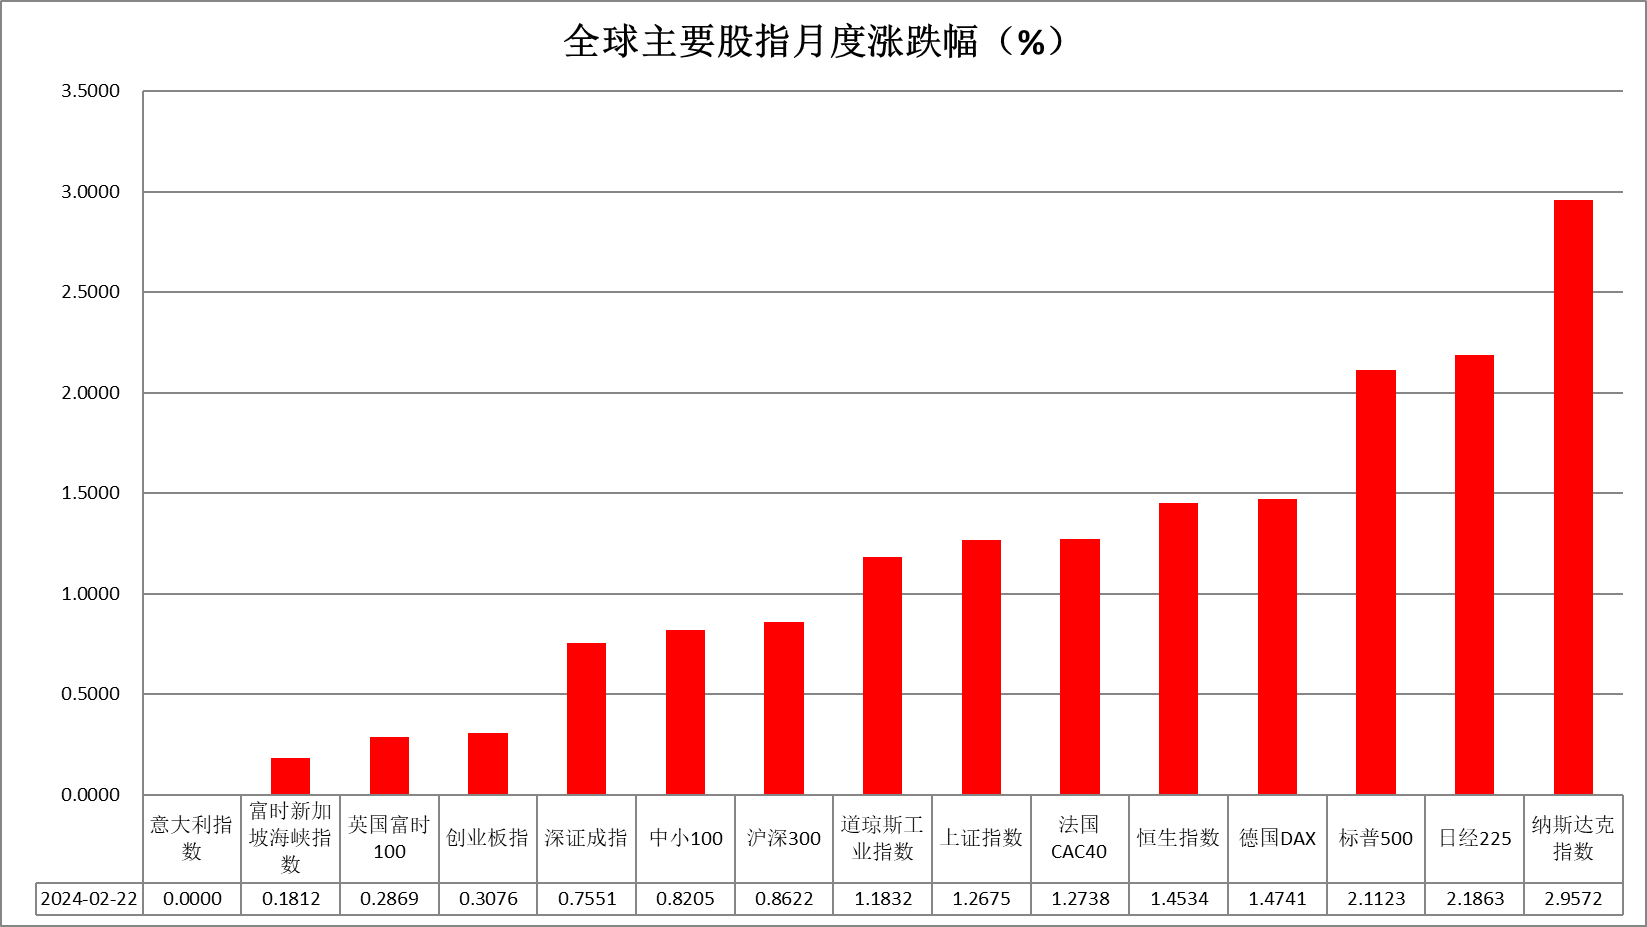 全球主要股指月度涨跌幅（%）
3.5000
3.0000
2.5000
2.0000
1.5000
1.0000
0.5000
0.0000
意大利指
数
富时新加
坡海峡指
数
英国富时
100
创业板指
深证成指
中小100
沪深300
道琼斯工
业指数
上证指数
法国
CAC40
恒生指数
德国DAX
标普500
日经225
纳斯达克
指数
2024-02-22 0.0000 0.1812 0.2869 0.3076 0.7551 0.8205 0.8622 1.1832 1.2675 1.2738 1.4534 1.4741 2.1123 2.1863 2.9572